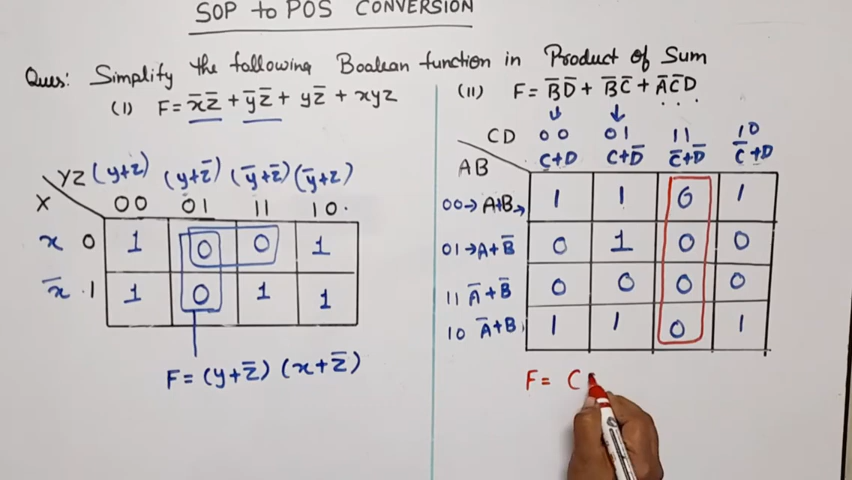 SOP to POS CONVERSION
Ques: Simplify the following Boolean function in Product of Sum
(I) F = x̅z̅ + y̅z̅ + yz̅ + xyz
YZ (y+z) (y+z̅) (y̅+z̅) (y̅+z)
X 00 01 11 10.
x 0 1 0 0 1
x̅ .1 1 0 1 1
F = (y+z̅) (x+z̅)
(II) F = B̅D̅ + B̅C̅ + A̅C̅D
CD 00 01 11 10
AB C+D C+D̅ C̅+D̅ C̅+D
00→ A+B→ 1 1 0 1
01→A+B̅ 0 1 0 0
11 A̅+B̅ 0 0 0 0
10 A̅+B 1 1 0 1
F = C